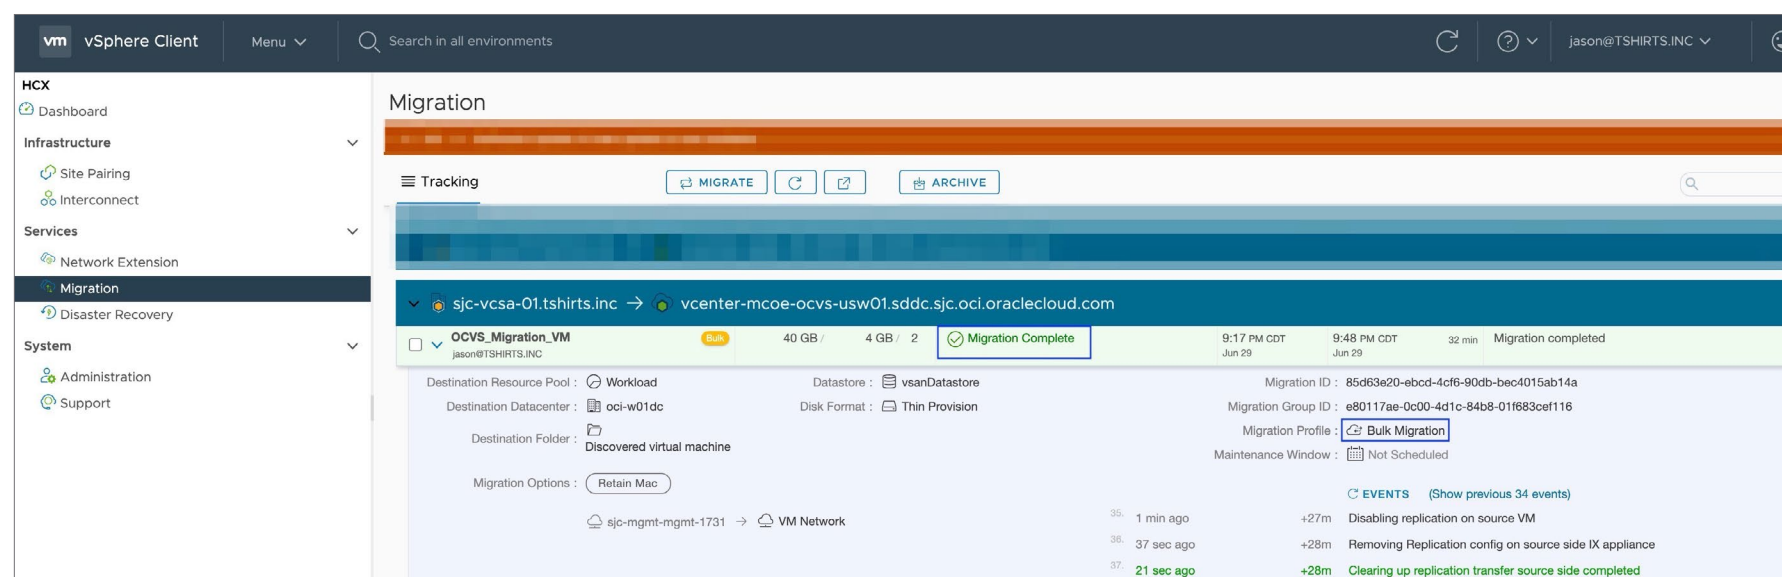 vm vSphere Client Menu Search in all environments jason@TSHIRTS.INC
HCX
Dashboard
Infrastructure
Site Pairing
Interconnect
Services
Network Extension
Migration
Disaster Recovery
System
Administration
Support
Migration
Tracking MIGRATE ARCHIVE
sjc-vcsa-01.tshirts.inc → vcenter-mcoe-ocvs-usw01.sddc.sjc.oci.oraclecloud.com
OCVS_Migration_VM Bulk 40 GB / 4 GB / 2 Migration Complete 9:17 PM CDT 9:48 PM CDT 32 min Migration completed
jason@TSHIRTS.INC Jun 29 Jun 29
Destination Resource Pool : Workload Datastore : vsanDatastore Migration ID : 85d63e20-ebcd-4cf6-90db-bec4015ab14a
Destination Datacenter : oci-w01dc Disk Format : Thin Provision Migration Group ID : e80117ae-0c00-4d1c-84b8-01f683cef116
Destination Folder : Discovered virtual machine Migration Profile : Bulk Migration
Maintenance Window : Not Scheduled
Migration Options : Retain Mac
EVENTS (Show previous 34 events)
sjc-mgmt-mgmt-1731 → VM Network
35. 1 min ago +27m Disabling replication on source VM
36. 37 sec ago +28m Removing Replication config on source side IX appliance
37. 21 sec ago +28m Clearing up replication transfer source side completed